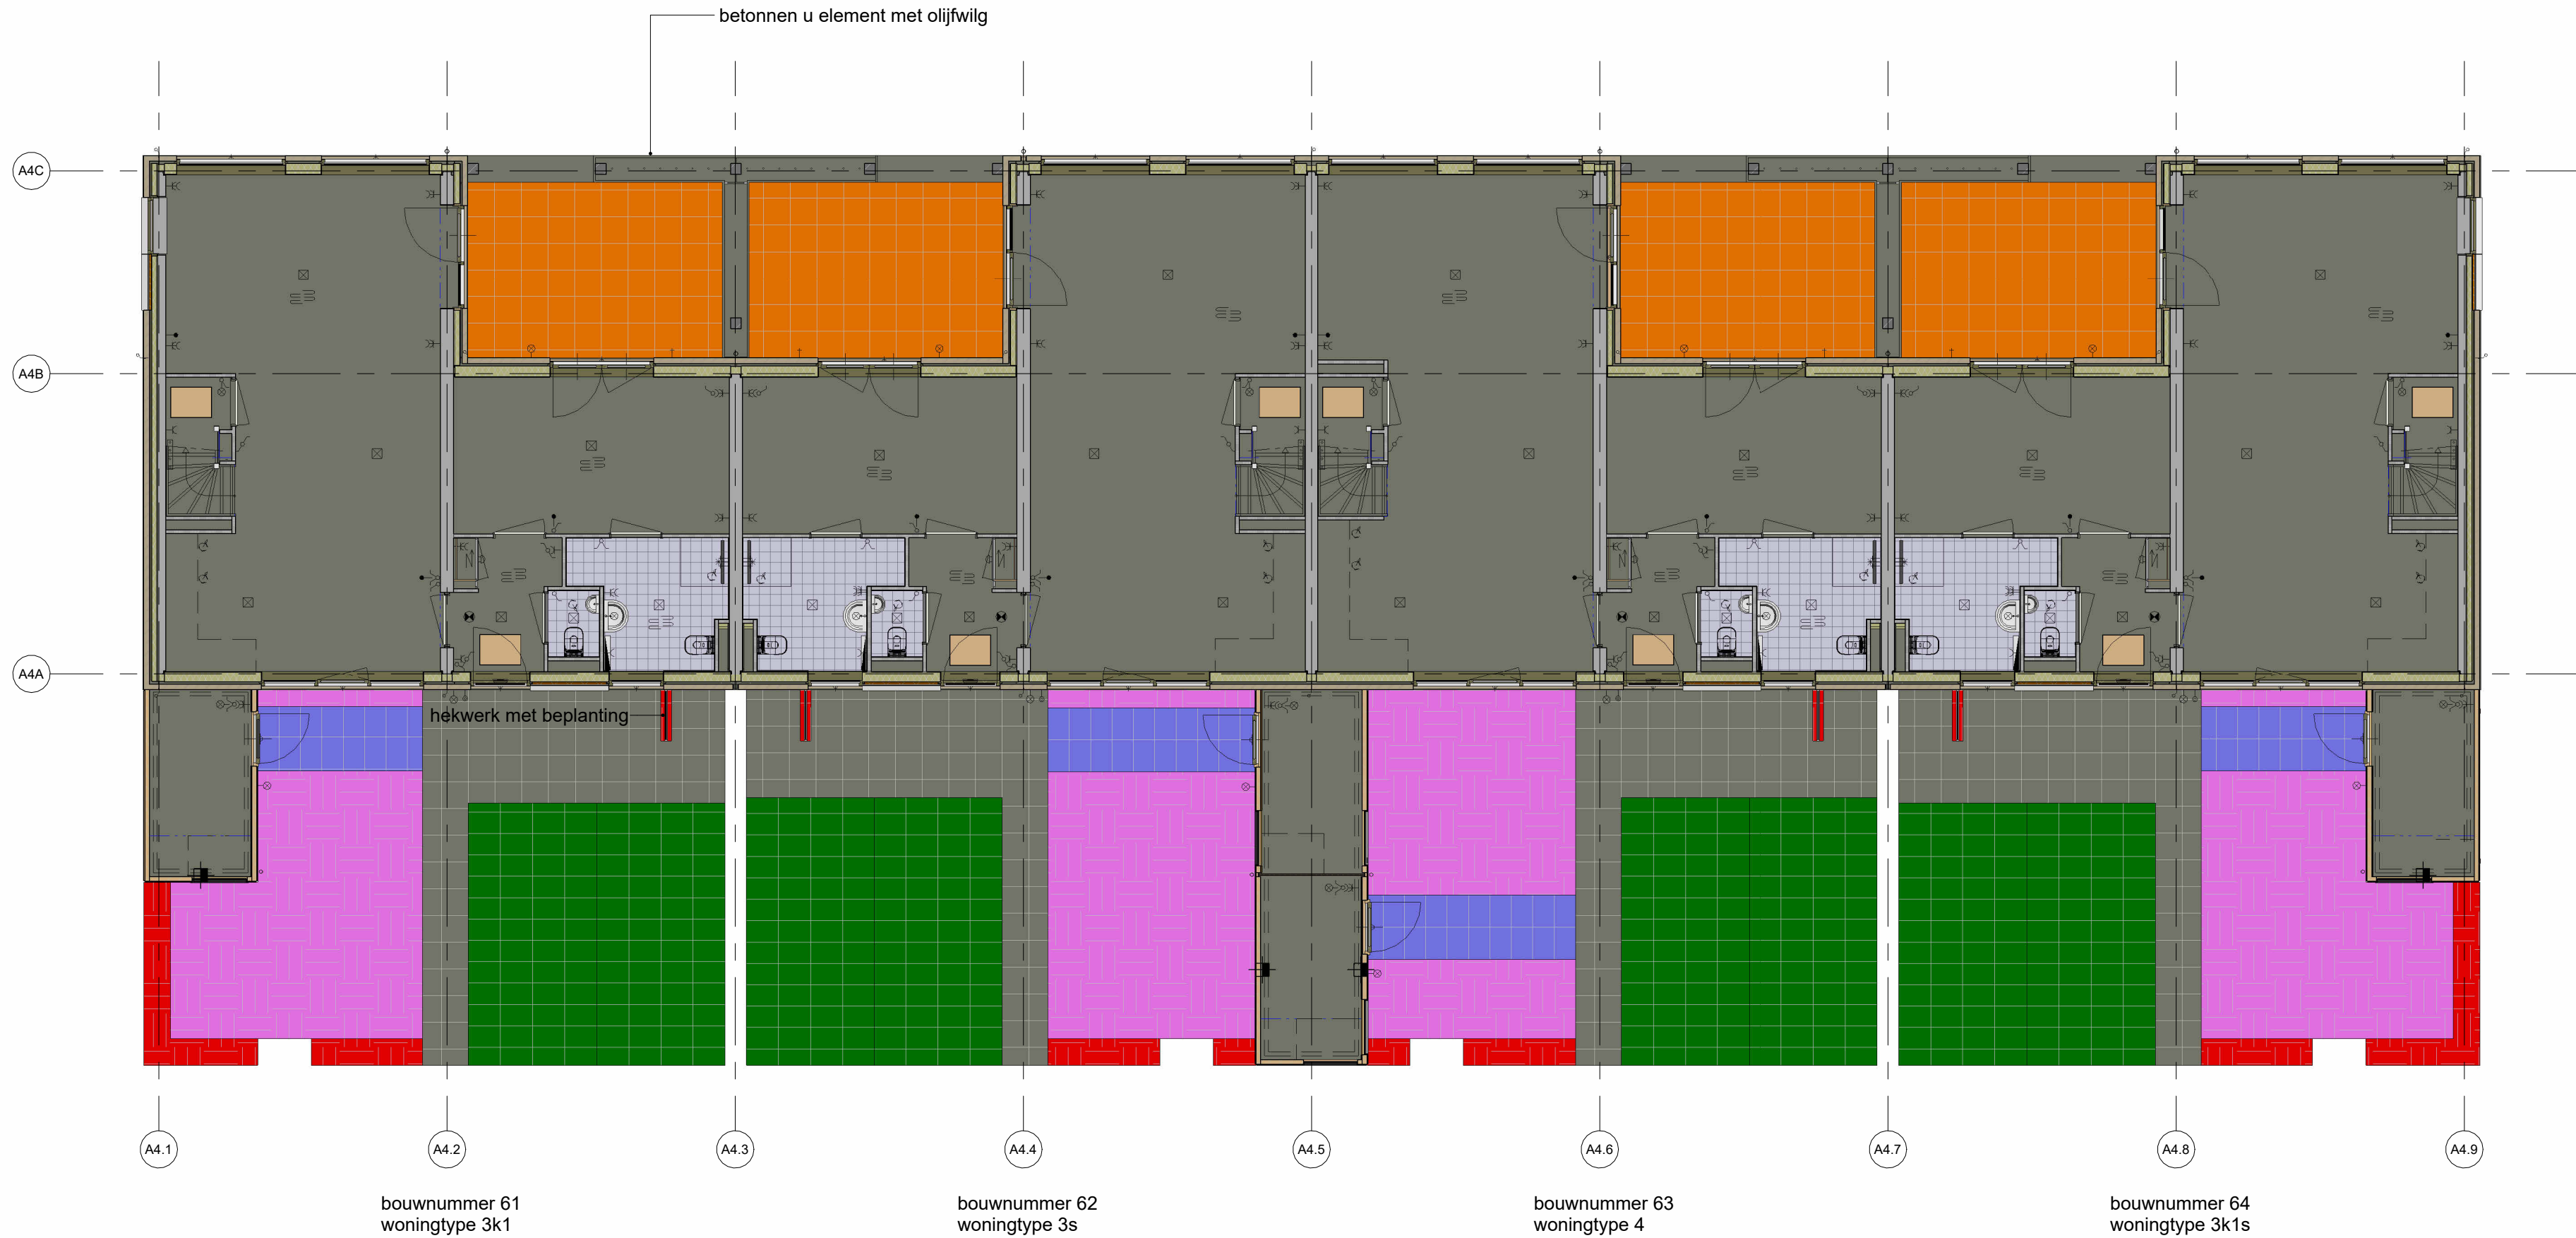 betonnen u element met olijfwilg
A4C
A4B
A4A
hekwerk met beplanting
A4.1
A4.2
A4.3
A4.4
A4.5
A4.6
A4.7
A4.8
A4.9
bouwnummer 61
woningtype 3k1
bouwnummer 62
woningtype 3s
bouwnummer 63
woningtype 4
bouwnummer 64
woningtype 3k1s